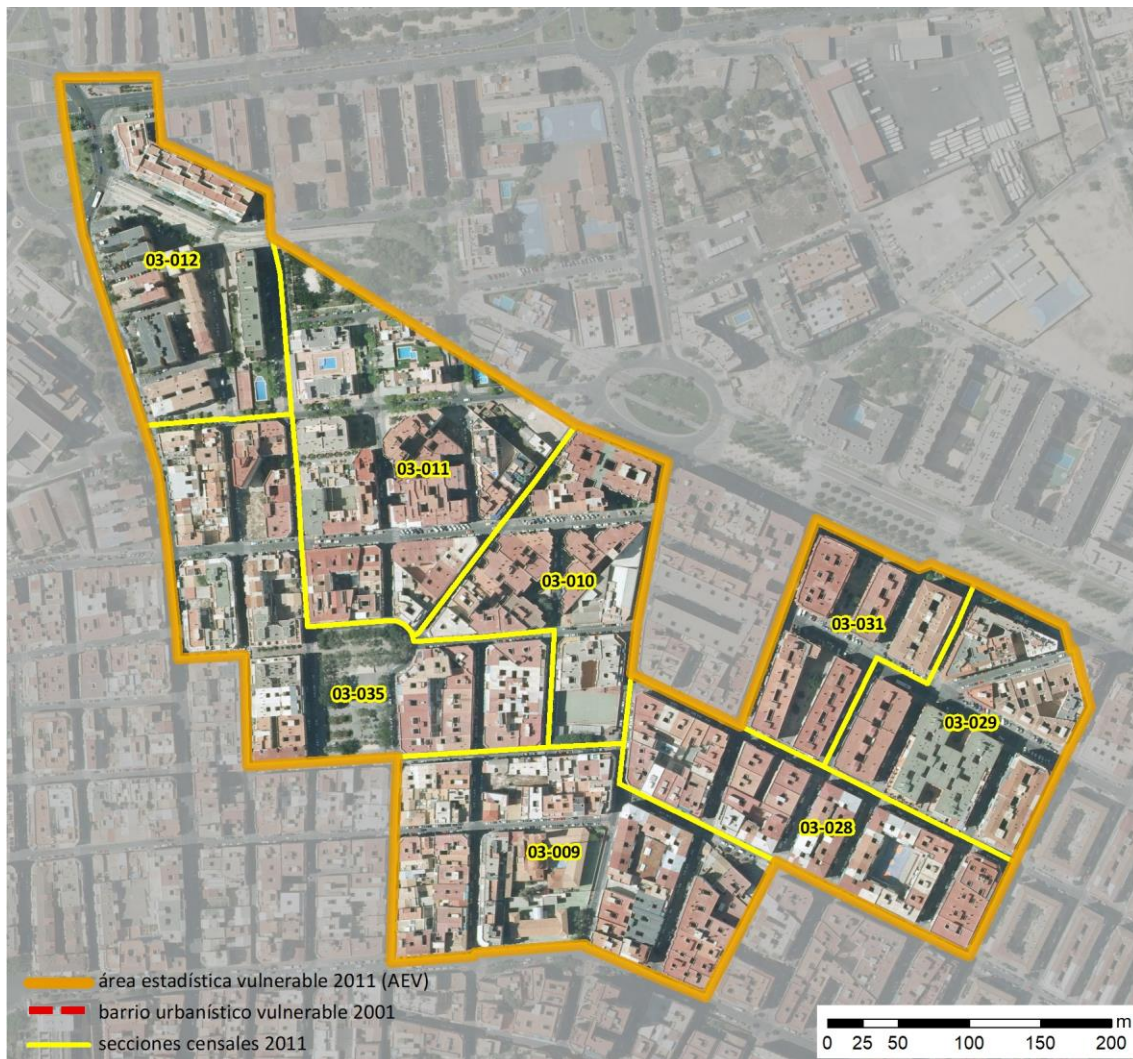 03-012
03-011
03-010
03-031
03-035
03-029
03-028
03-009
área estadística vulnerable 2011 (AEV)
barrio urbanístico vulnerable 2001
secciones censales 2011
m
0 25 50 100 150 200